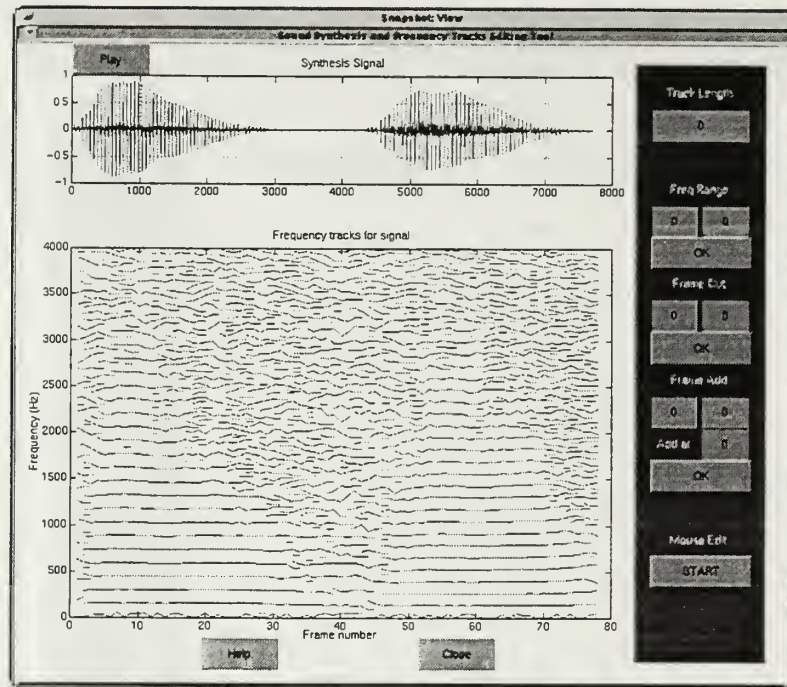 Snapshot: View
Sound Synthesis and Frequency Tracks Editing Tool
Play
Synthesis Signal
1
0.5
0
−0.5
−1
0 1000 2000 3000 4000 5000 6000 7000 8000
Frequency tracks for signal
4000
3500
3000
2500
2000
1500
1000
500
0
Frequency (Hz)
0 10 20 30 40 50 60 70 80
Frame number
Help
Close
Track Length
0
Freq Range
0 0
OK
Frame Cut
0 0
OK
Frame Add
0 0
Add at 0
OK
Mouse Edit
START